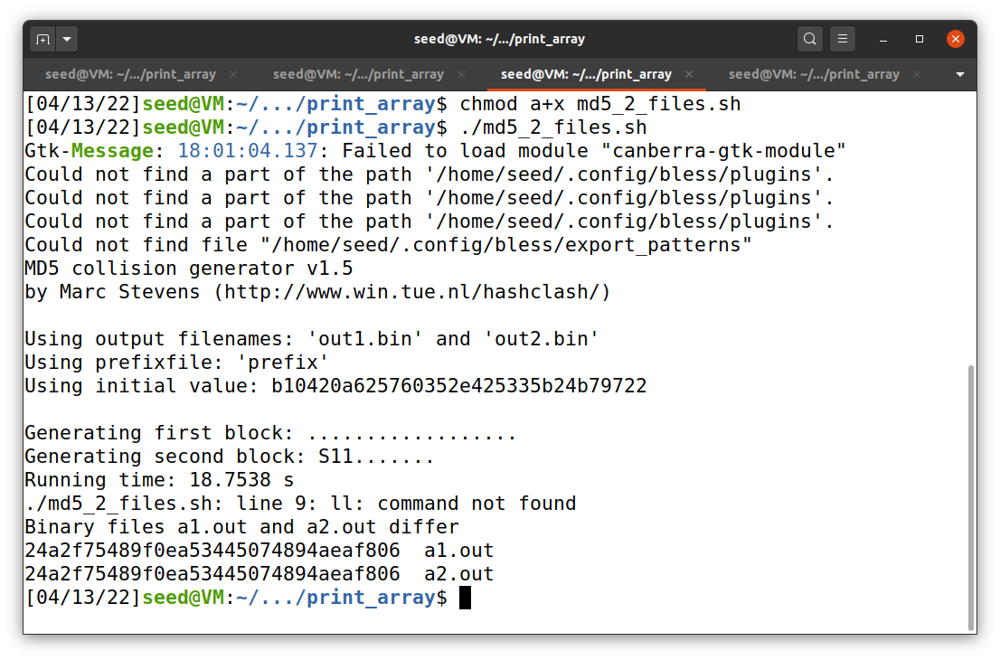 seed@VM: ~/.../print_array
seed@VM: ~/.../print_array × seed@VM: ~/.../print_array × seed@VM: ~/.../print_array × seed@VM: ~/.../print_array ×
[04/13/22]seed@VM:~/.../print_array$ chmod a+x md5_2_files.sh
[04/13/22]seed@VM:~/.../print_array$ ./md5_2_files.sh
Gtk-Message: 18:01:04.137: Failed to load module "canberra-gtk-module"
Could not find a part of the path '/home/seed/.config/bless/plugins'.
Could not find a part of the path '/home/seed/.config/bless/plugins'.
Could not find a part of the path '/home/seed/.config/bless/plugins'.
Could not find file "/home/seed/.config/bless/export_patterns"
MD5 collision generator v1.5
by Marc Stevens (http://www.win.tue.nl/hashclash/)
Using output filenames: 'out1.bin' and 'out2.bin'
Using prefixfile: 'prefix'
Using initial value: b10420a625760352e425335b24b79722
Generating first block: ..................
Generating second block: S11.......
Running time: 18.7538 s
./md5_2_files.sh: line 9: ll: command not found
Binary files a1.out and a2.out differ
24a2f75489f0ea53445074894aeaf806  a1.out
24a2f75489f0ea53445074894aeaf806  a2.out
[04/13/22]seed@VM:~/.../print_array$